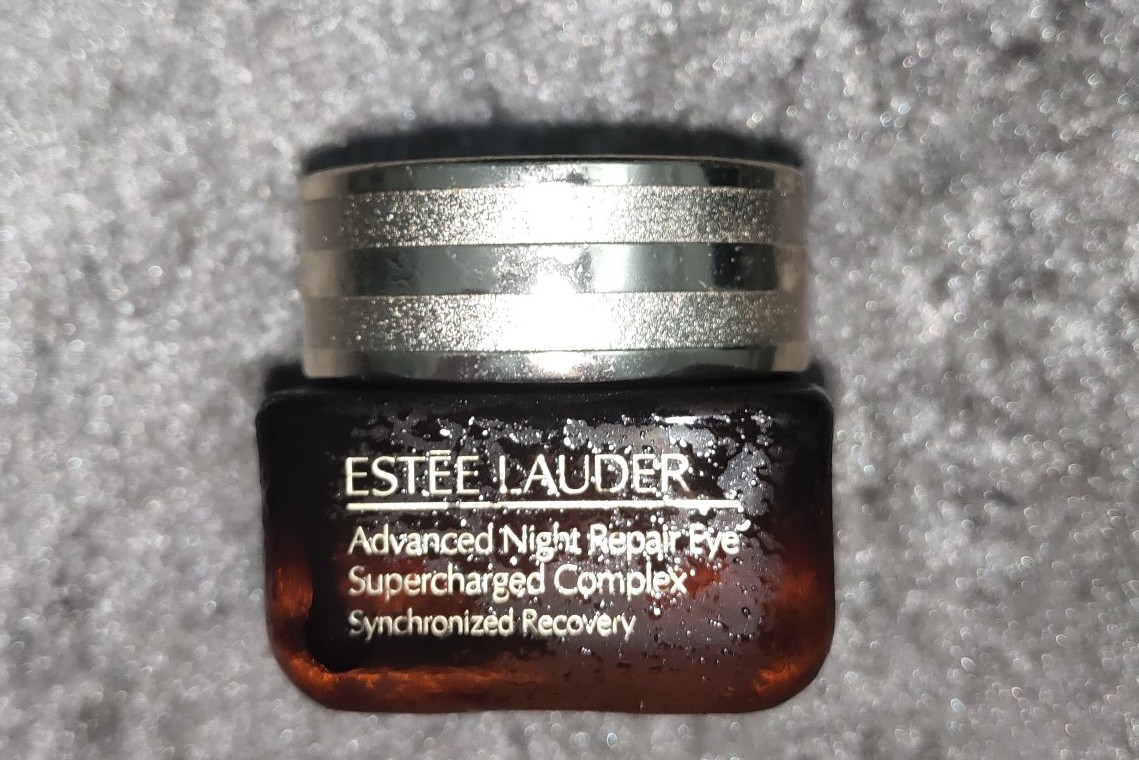 ESTĒE LAUDER
Advanced Night Repair Eye
Supercharged Complex
Synchronized Recovery